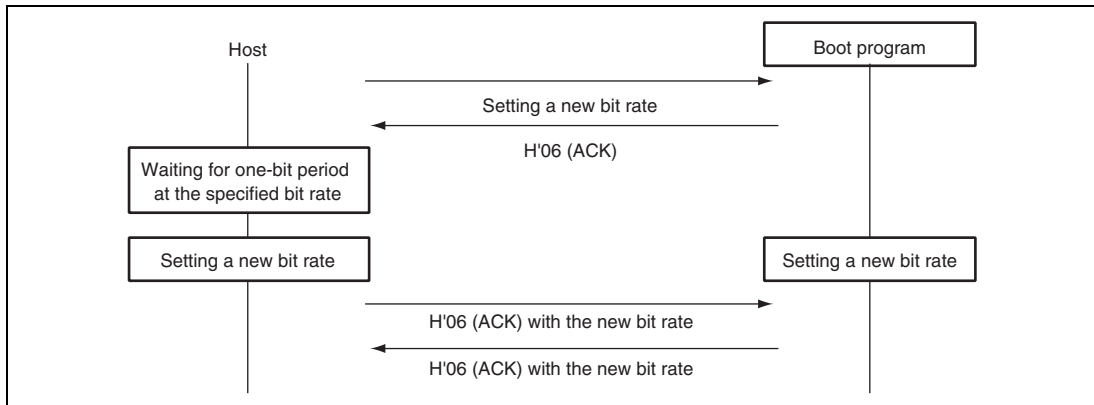 Host
Boot program
Setting a new bit rate
H'06 (ACK)
Waiting for one-bit period
at the specified bit rate
Setting a new bit rate
Setting a new bit rate
H'06 (ACK) with the new bit rate
H'06 (ACK) with the new bit rate